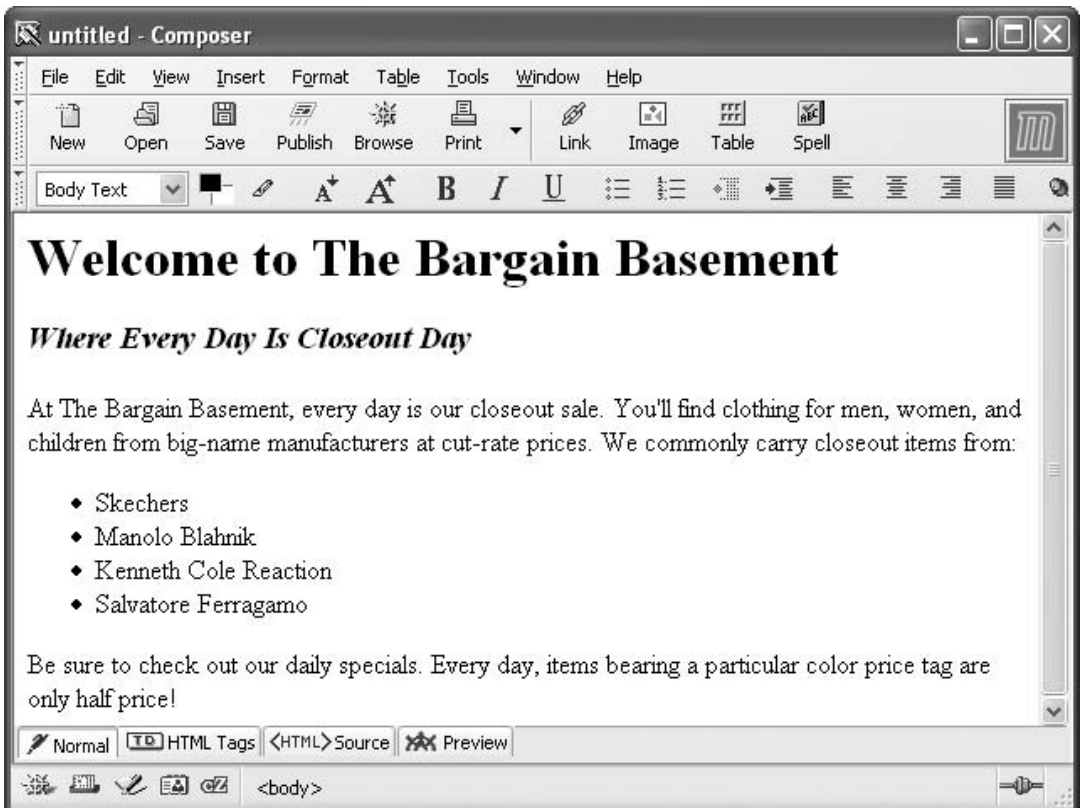 untitled - Composer
File Edit View Insert Format Table Tools Window Help
New Open Save Publish Browse Print Link Image Table Spell
Body Text A A B I U
Welcome to The Bargain Basement
Where Every Day Is Closeout Day
At The Bargain Basement, every day is our closeout sale. You'll find clothing for men, women, and
children from big-name manufacturers at cut-rate prices. We commonly carry closeout items from:
• Skechers
• Manolo Blahnik
• Kenneth Cole Reaction
• Salvatore Ferragamo
Be sure to check out our daily specials. Every day, items bearing a particular color price tag are
only half price!
Normal TD HTML Tags <HTML> Source Preview
cZ <body>